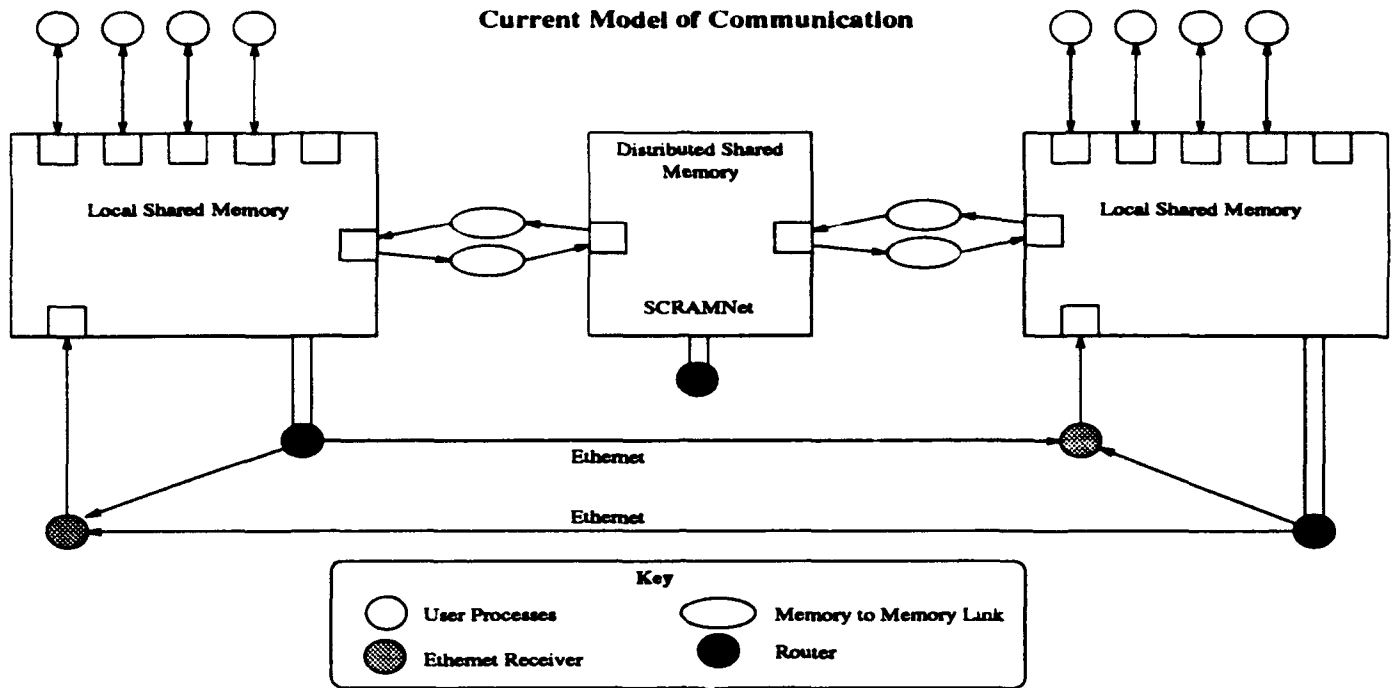 Current Model of Communication
Distributed Shared
Memory
Local Shared Memory
Local Shared Memory
SCRAMNet
Ethernet
Ethernet
Key
User Processes
Memory to Memory Link
Ethernet Receiver
Router